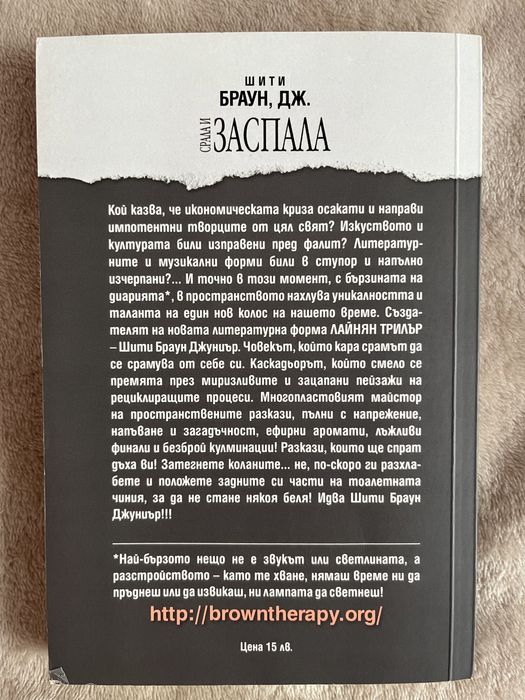 ШИТИ
БРАУН, ДЖ.
СРАЛА И ЗАСПАЛА
Кой казва, че икономическата криза осакати и направи
импотентни творците от цял свят? Изкуството и
културата били изправени пред фалит? Литератур-
ните и музикални форми били в ступор и напълно
изчерпани?... И точно в този момент, с бързината на
диарията*, в пространството нахлува уникалността и
таланта на един нов колос на нашето време. Създа-
телят на новата литературна форма ЛАЙНЯН ТРИЛЪР
– Шити Браун Джуниър. Човекът, който кара срамът да
се срамува от себе си. Каскадьорът, който смело се
премята през миризливите и зацапани пейзажи на
рециклиращите процеси. Многопластовият майстор
на пространствените разкази, пълни с напрежение,
напъване и загадъчност, ефирни аромати, лъжливи
финали и безброй кулминации! Разкази, които ще спрат
дъха ви! Затегнете коланите... не, по-скоро ги разхла-
бете и положете задните си части на тоалетната
чиния, за да не стане някоя беля! Идва Шити Браун
Джуниър!!!
*Най-бързото нещо не е звукът или светлината, а
разстройството – като те хване, нямаш време ни да
пръднеш или да извикаш, ни лампата да светнеш!
http://browntherapy.org/
Цена 15 лв.